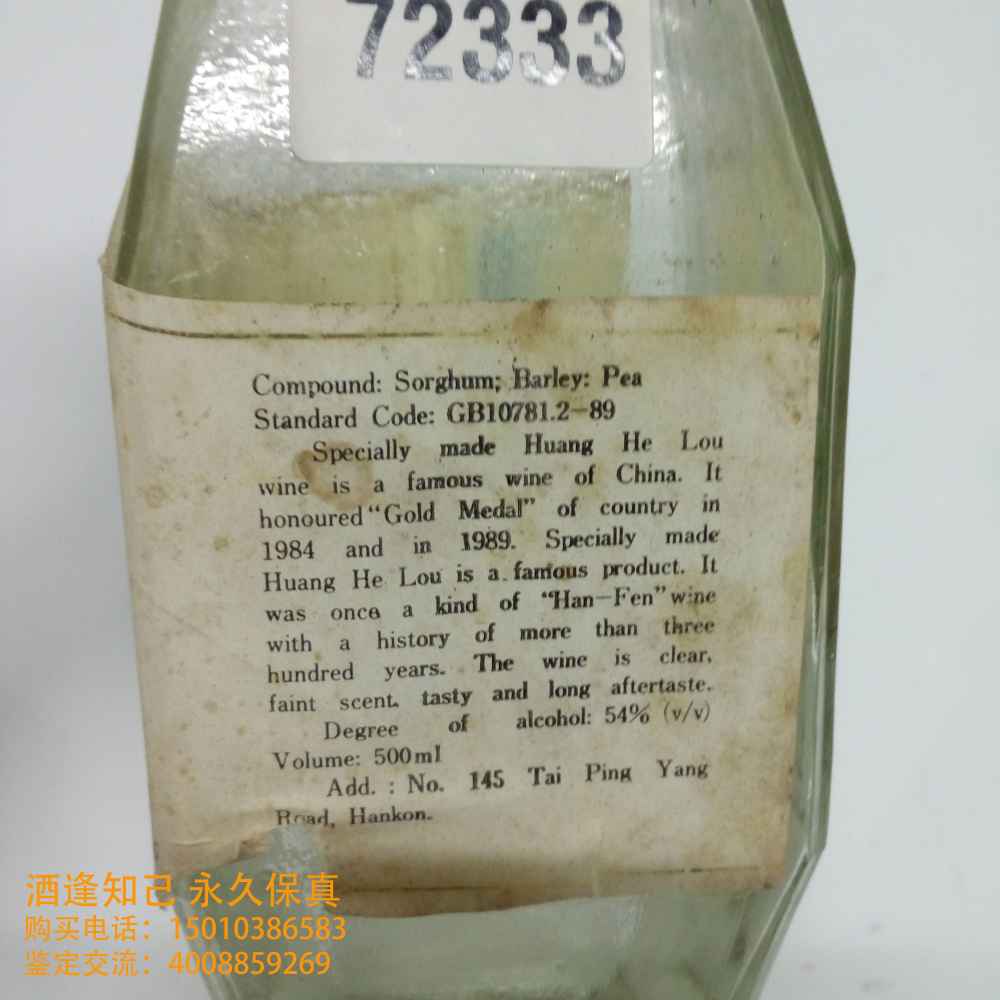 72333
Compound: Sorghum; Barley: Pea
Standard Code: GB10781.2-89
Specially made Huang He Lou
wine is a famous wine of China. It
honoured "Gold Medal" of country in
1984 and in 1989. Specially made
Huang He Lou is a famous product. It
was once a kind of "Han-Fen" wine
with a history of more than three
hundred years. The wine is clear,
faint scent, tasty and long aftertaste.
Degree of alcohol: 54% (v/v)
Volume: 500ml
Add. : No. 145 Tai Ping Yang
Road, Hankon.
酒逢知己 永久保真
购买电话：15010386583
鉴定交流：4008859269